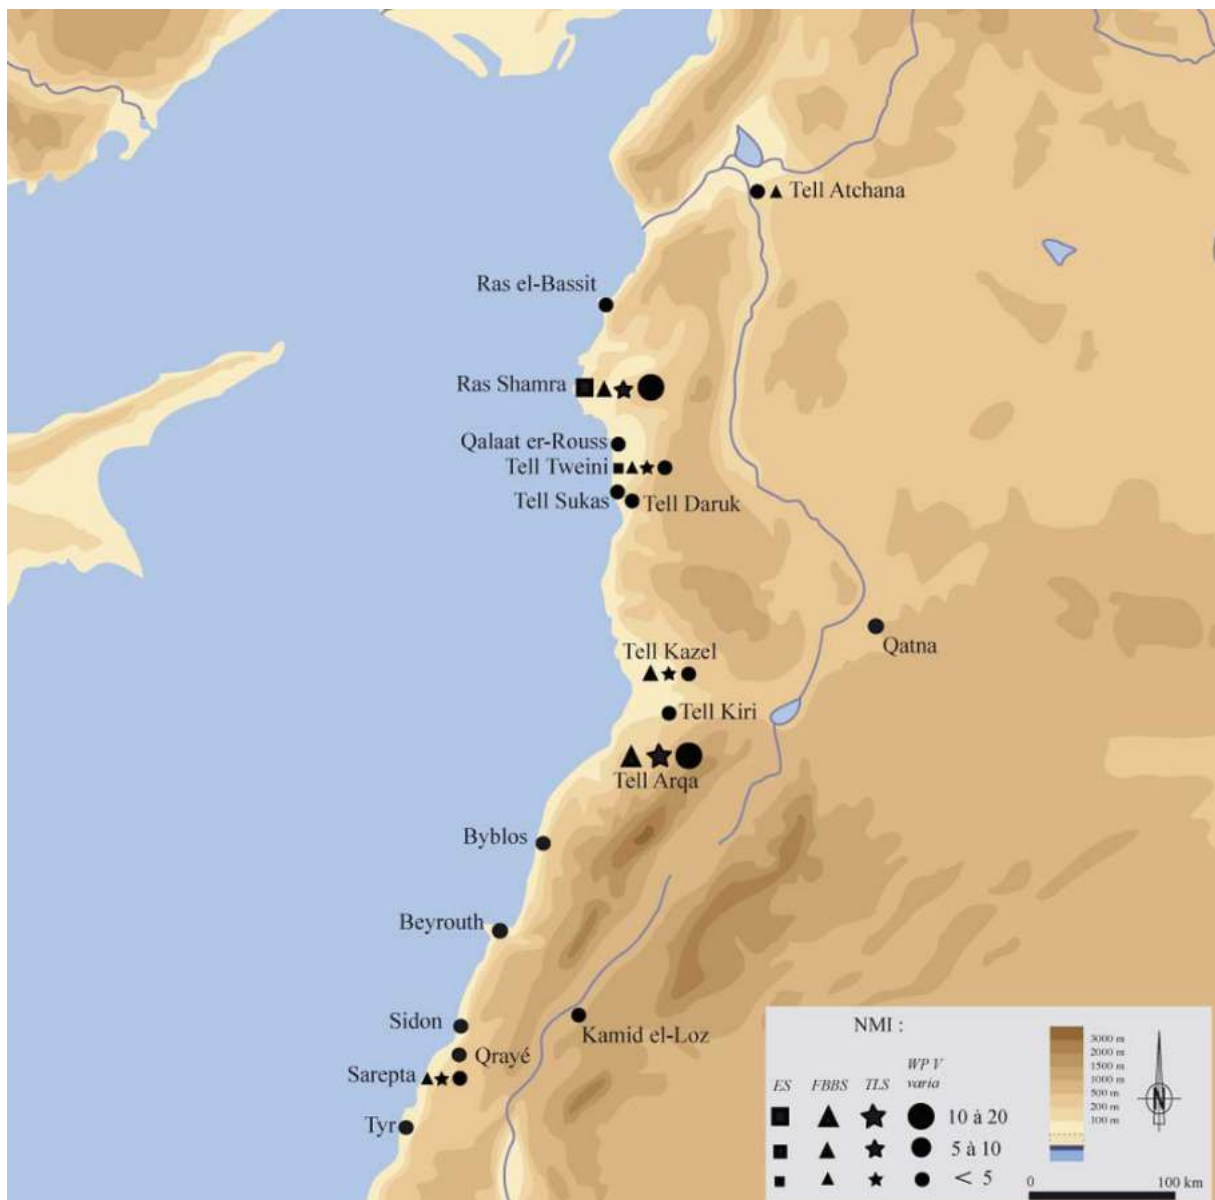 Tell Atchana
Ras el-Bassit
Ras Shamra
Qalaat er-Rouss
Tell Tweini
Tell Sukas
Tell Daruk
Qatna
Tell Kazel
Tell Kiri
Tell Arqa
Byblos
Beyrouth
Sidon
Kamid el-Loz
Qrayé
Sarepta
Tyr
NMI :
ES FBBS TLS WP V
varia
10 à 20
5 à 10
< 5
3000 m
2000 m
1500 m
1000 m
500 m
200 m
100 m
N
0 100 km